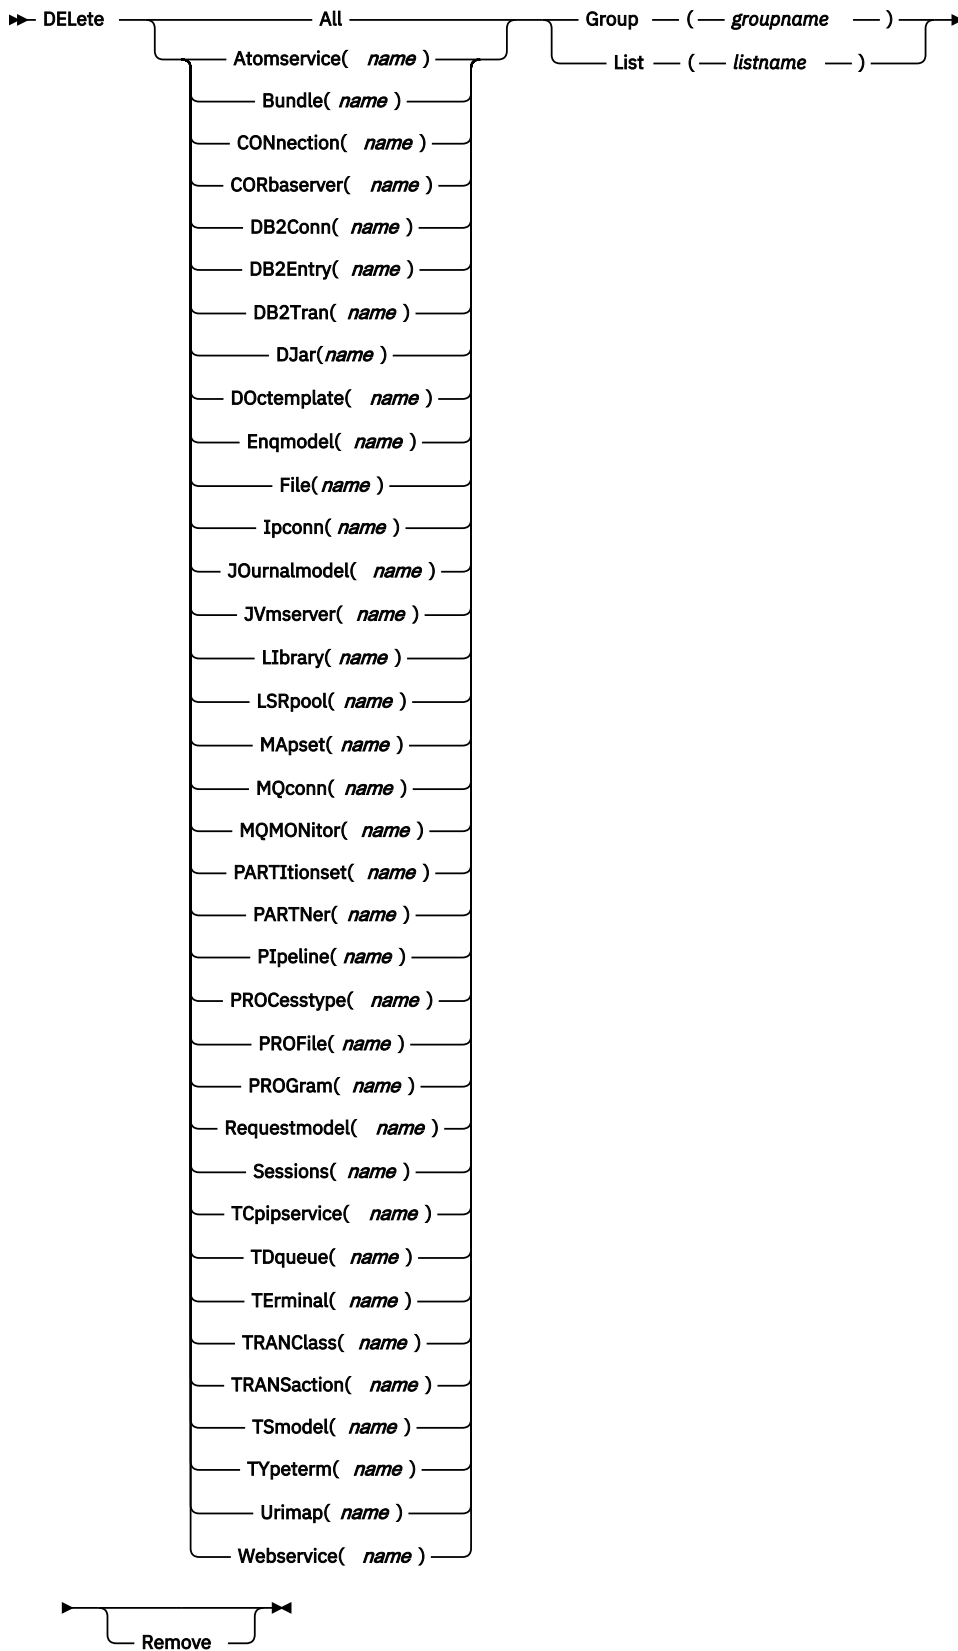 DELete All Group ( groupname )
Atomservice( name ) List ( listname )
Bundle( name )
CONnection( name )
CORbaserver( name )
DB2Conn( name )
DB2Entry( name )
DB2Tran( name )
DJar(name )
DOctemplate( name )
Enqmodel( name )
File(name )
Ipconn( name )
JOurnalmodel( name )
JVmserver( name )
LIbrary( name )
LSRpool( name )
MApset( name )
MQconn( name )
MQMONitor( name )
PARTItionset( name )
PARTNer( name )
PIpeline( name )
PROCesstype( name )
PROFile( name )
PROGram( name )
Requestmodel( name )
Sessions( name )
TCpipservice( name )
TDqueue( name )
TErminal( name )
TRANClass( name )
TRANSaction( name )
TSmodel( name )
TYpeterm( name )
Urimap( name )
Webservice( name )
Remove